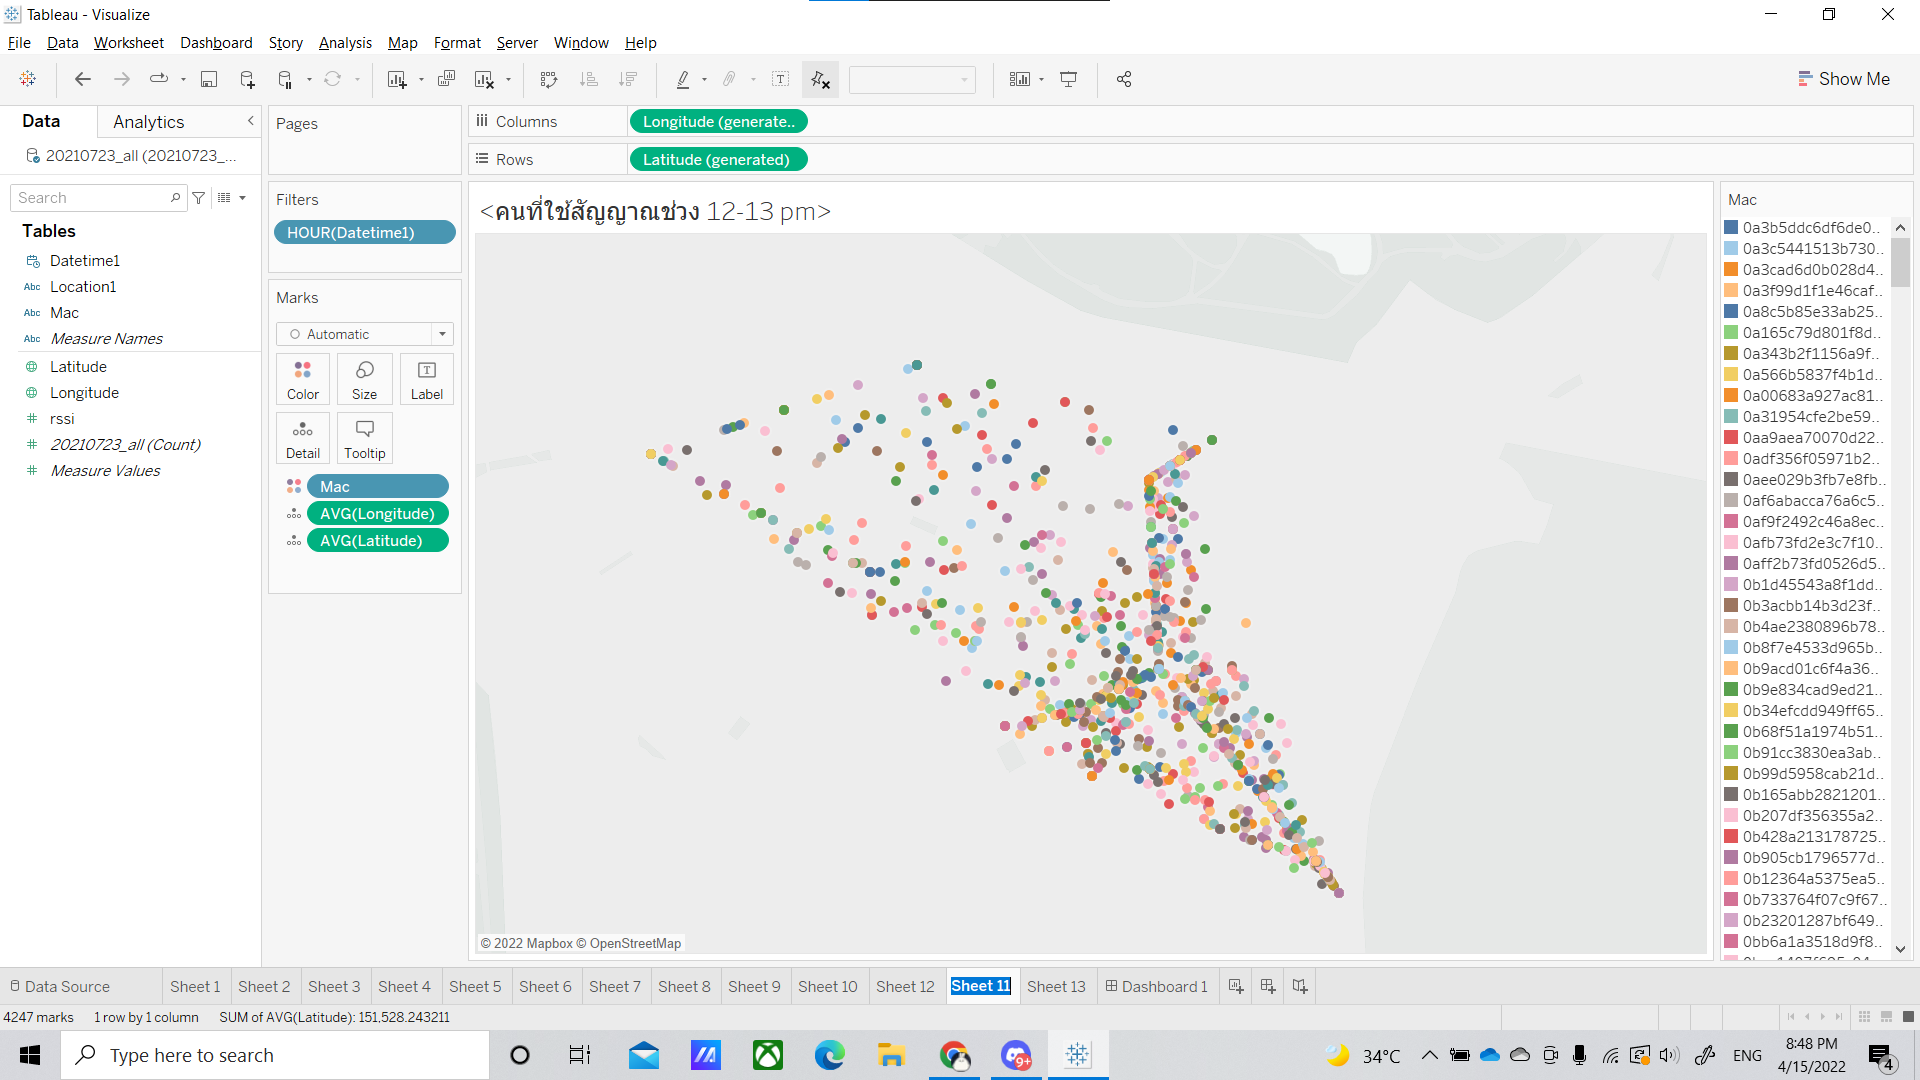 Tableau - Visualize
File Data Worksheet Dashboard Story Analysis Map Format Server Window Help
Show Me
Data Analytics
20210723_all (20210723_...
Search
Tables
Datetime1
Abc Location1
Abc Mac
Abc Measure Names
Latitude
Longitude
# rssi
# 20210723_all (Count)
# Measure Values
Pages
Filters
HOUR(Datetime1)
Marks
Automatic
Color Size Label
Detail Tooltip
Mac
AVG(Longitude)
AVG(Latitude)
Columns Longitude (generate..
Rows Latitude (generated)
<คนที่ใช้สัญญาณช่วง 12-13 pm>
© 2022 Mapbox © OpenStreetMap
Mac
0a3b5ddc6df6de0..
0a3c5441513b730..
0a3cad6d0b028d4..
0a3f99d1f1e46caf..
0a8c5b85e33ab25..
0a165c79d801f8d..
0a343b2f1156a9f..
0a566b5837f4b1d..
0a00683a927ac81..
0a31954cfe2be59..
0aa9aea70070d22..
0adf356f05971b2..
0aee029b3fb7e8fb..
0af6abacca76a6c5..
0af9f2492c46a8ec..
0afb73fd2e3c7f10..
0aff2b73fd0526d5..
0b1d45543a8f1dd..
0b3acbb14b3d23f..
0b4ae2380896b78..
0b8f7e4533d965b..
0b9acd01c6f4a36..
0b9e834cad9ed21..
0b34efcdd949ff65..
0b68f51a1974b51..
0b91cc3830ea3ab..
0b99d5958cab21d..
0b165abb2821201..
0b207df356355a2..
0b428a213178725..
0b905cb1796577d..
0b12364a5375ea5..
0b733764f07c9f67..
0b23201287bf649..
0bb6a1a3518d9f8..
Data Source Sheet 1 Sheet 2 Sheet 3 Sheet 4 Sheet 5 Sheet 6 Sheet 7 Sheet 8 Sheet 9 Sheet 10 Sheet 12 Sheet 11 Sheet 13 Dashboard 1
4247 marks 1 row by 1 column SUM of AVG(Latitude): 151,528.243211
Type here to search
9+
34°C
ENG
8:48 PM
4/15/2022
4